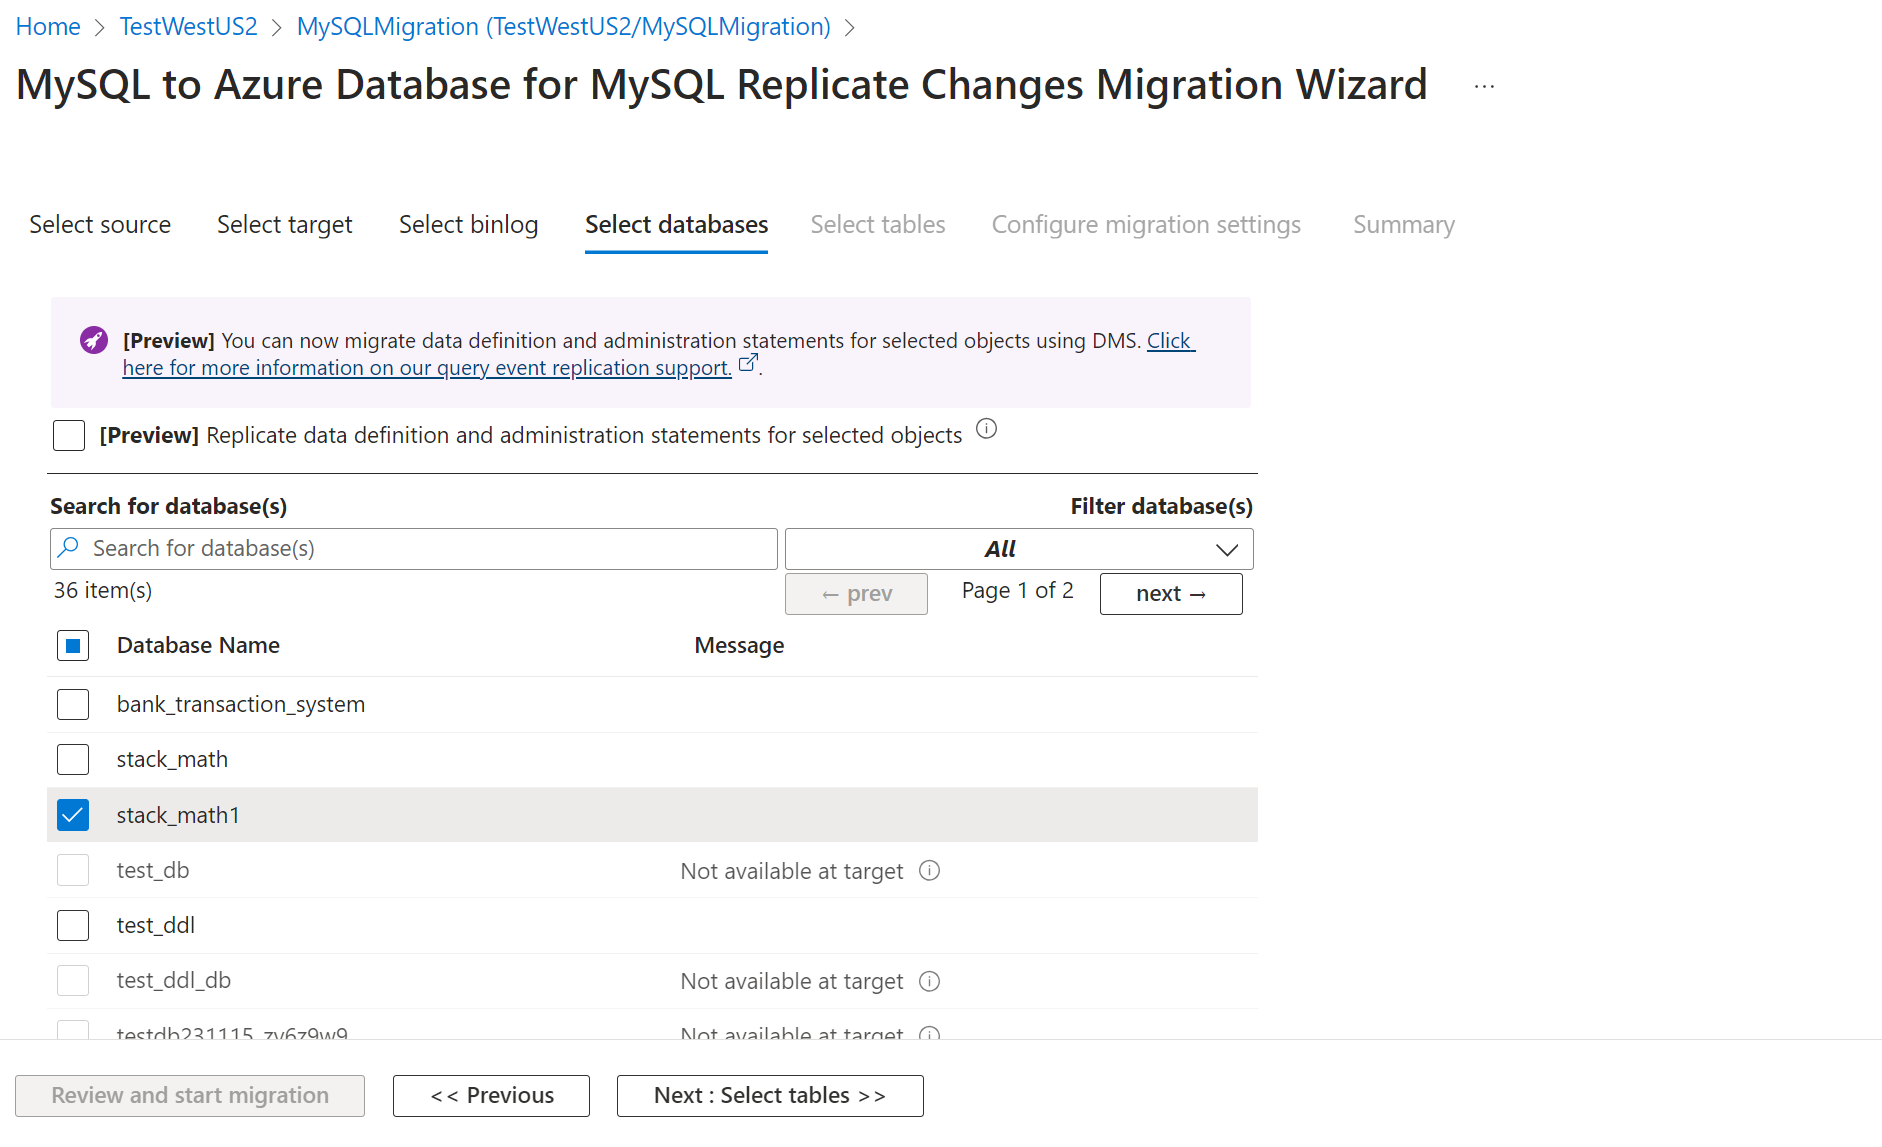 Home > TestWestUS2 > MySQLMigration (TestWestUS2/MySQLMigration) >
MySQL to Azure Database for MySQL Replicate Changes Migration Wizard ...
Select source Select target Select binlog Select databases Select tables Configure migration settings Summary
[Preview] You can now migrate data definition and administration statements for selected objects using DMS. Click
here for more information on our query event replication support. .
[Preview] Replicate data definition and administration statements for selected objects
Search for database(s) Filter database(s)
Search for database(s) All
36 item(s) ← prev Page 1 of 2 next →
Database Name Message
bank_transaction_system
stack_math
stack_math1
test_db Not available at target
test_ddl
test_ddl_db Not available at target
testdb231115_zv6z9w9 Not available at target
Review and start migration << Previous Next : Select tables >>